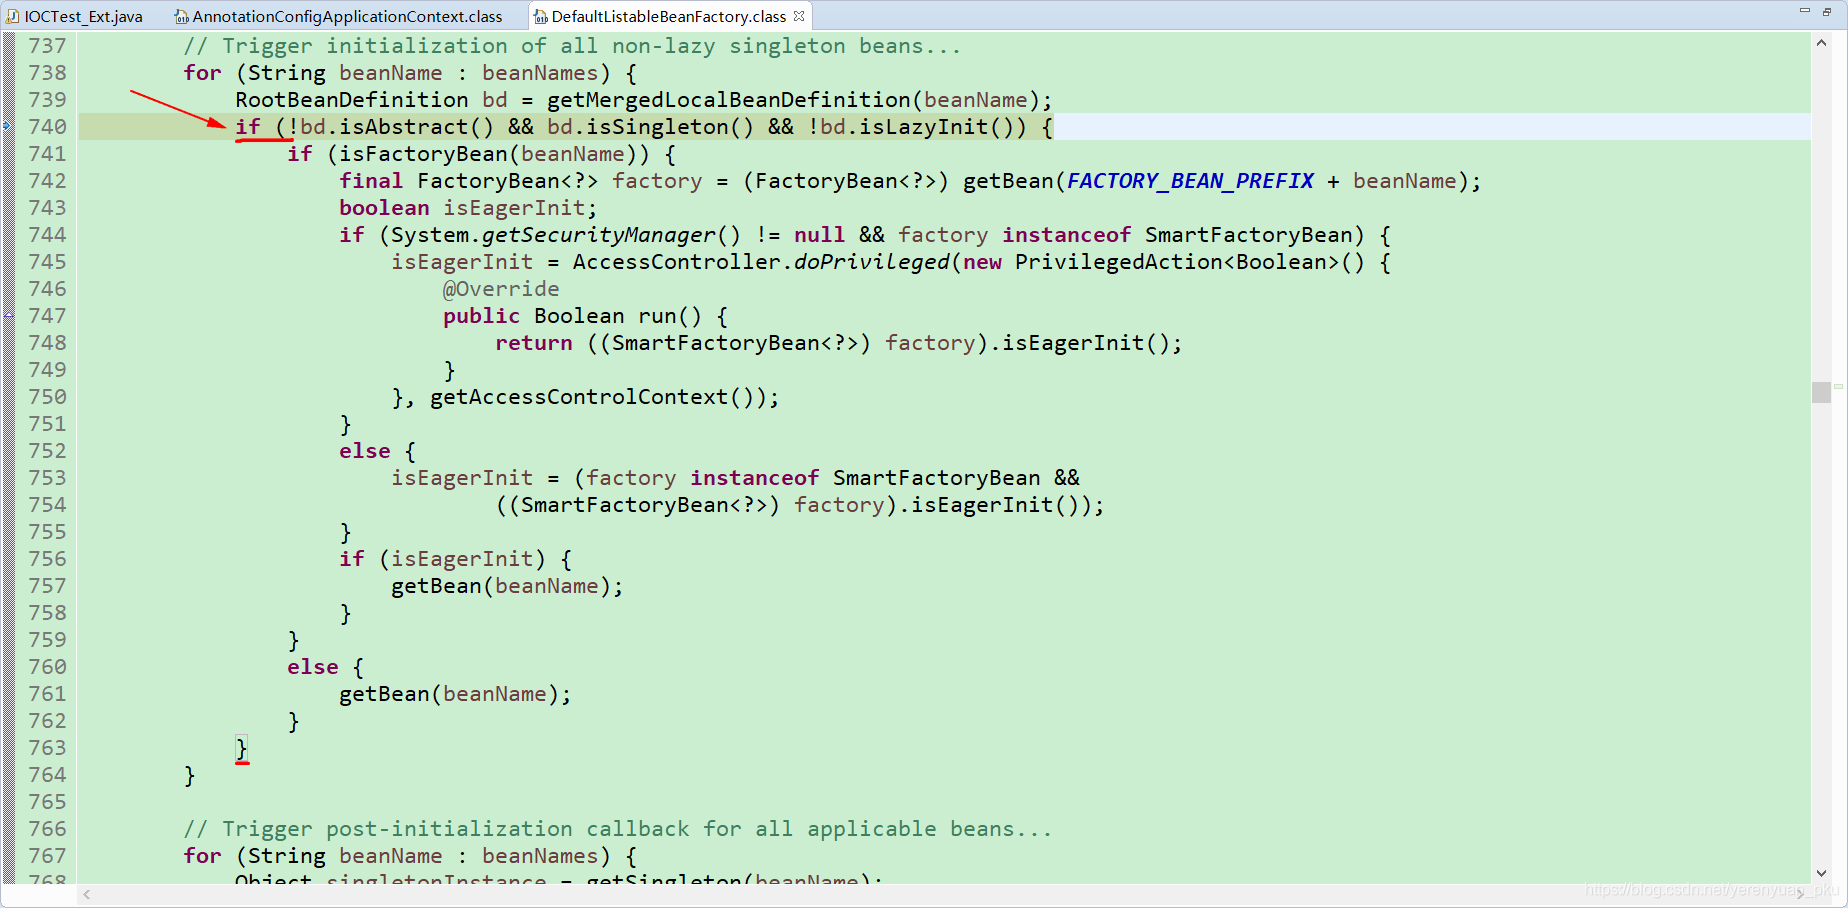 IOCTest_Ext.java AnnotationConfigApplicationContext.class DefaultListableBeanFactory.class
737 // Trigger initialization of all non-lazy singleton beans...
738 for (String beanName : beanNames) {
739 RootBeanDefinition bd = getMergedLocalBeanDefinition(beanName);
740 if (!bd.isAbstract() && bd.isSingleton() && !bd.isLazyInit()) {
741 if (isFactoryBean(beanName)) {
742 final FactoryBean<?> factory = (FactoryBean<?>) getBean(FACTORY_BEAN_PREFIX + beanName);
743 boolean isEagerInit;
744 if (System.getSecurityManager() != null && factory instanceof SmartFactoryBean) {
745 isEagerInit = AccessController.doPrivileged(new PrivilegedAction<Boolean>() {
746 @Override
747 public Boolean run() {
748 return ((SmartFactoryBean<?>) factory).isEagerInit();
749 }
750 }, getAccessControlContext());
751 }
752 else {
753 isEagerInit = (factory instanceof SmartFactoryBean &&
754 ((SmartFactoryBean<?>) factory).isEagerInit());
755 }
756 if (isEagerInit) {
757 getBean(beanName);
758 }
759 }
760 else {
761 getBean(beanName);
762 }
763 }
764 }
765
766 // Trigger post-initialization callback for all applicable beans...
767 for (String beanName : beanNames) {
768 Object singletonInstance = getSingleton(beanName);
https://blog.csdn.net/yerenyuan_pku